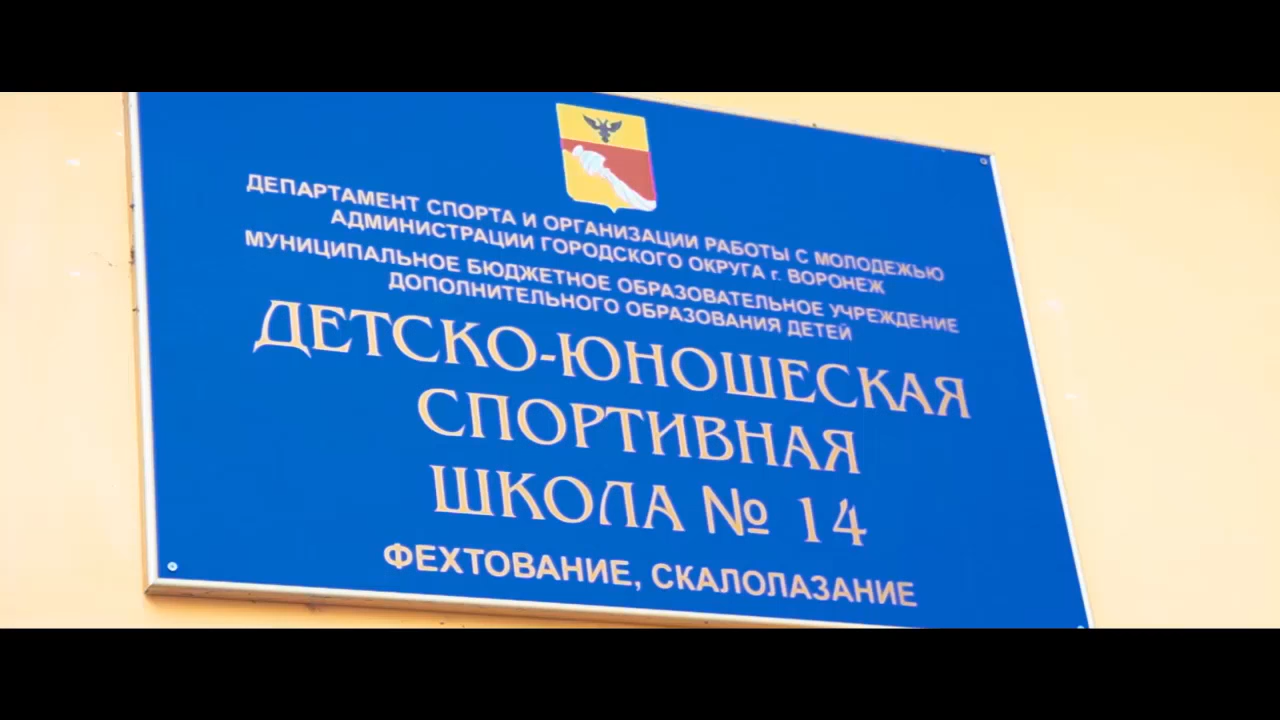 ДЕПАРТАМЕНТ СПОРТА И ОРГАНИЗАЦИИ РАБОТЫ С МОЛОДЕЖЬЮ
АДМИНИСТРАЦИИ ГОРОДСКОГО ОКРУГА г. ВОРОНЕЖ
МУНИЦИПАЛЬНОЕ БЮДЖЕТНОЕ ОБРАЗОВАТЕЛЬНОЕ УЧРЕЖДЕНИЕ
ДОПОЛНИТЕЛЬНОГО ОБРАЗОВАНИЯ ДЕТЕЙ
ДЕТСКО-ЮНОШЕСКАЯ
СПОРТИВНАЯ
ШКОЛА № 14
ФЕХТОВАНИЕ, СКАЛОЛАЗАНИЕ